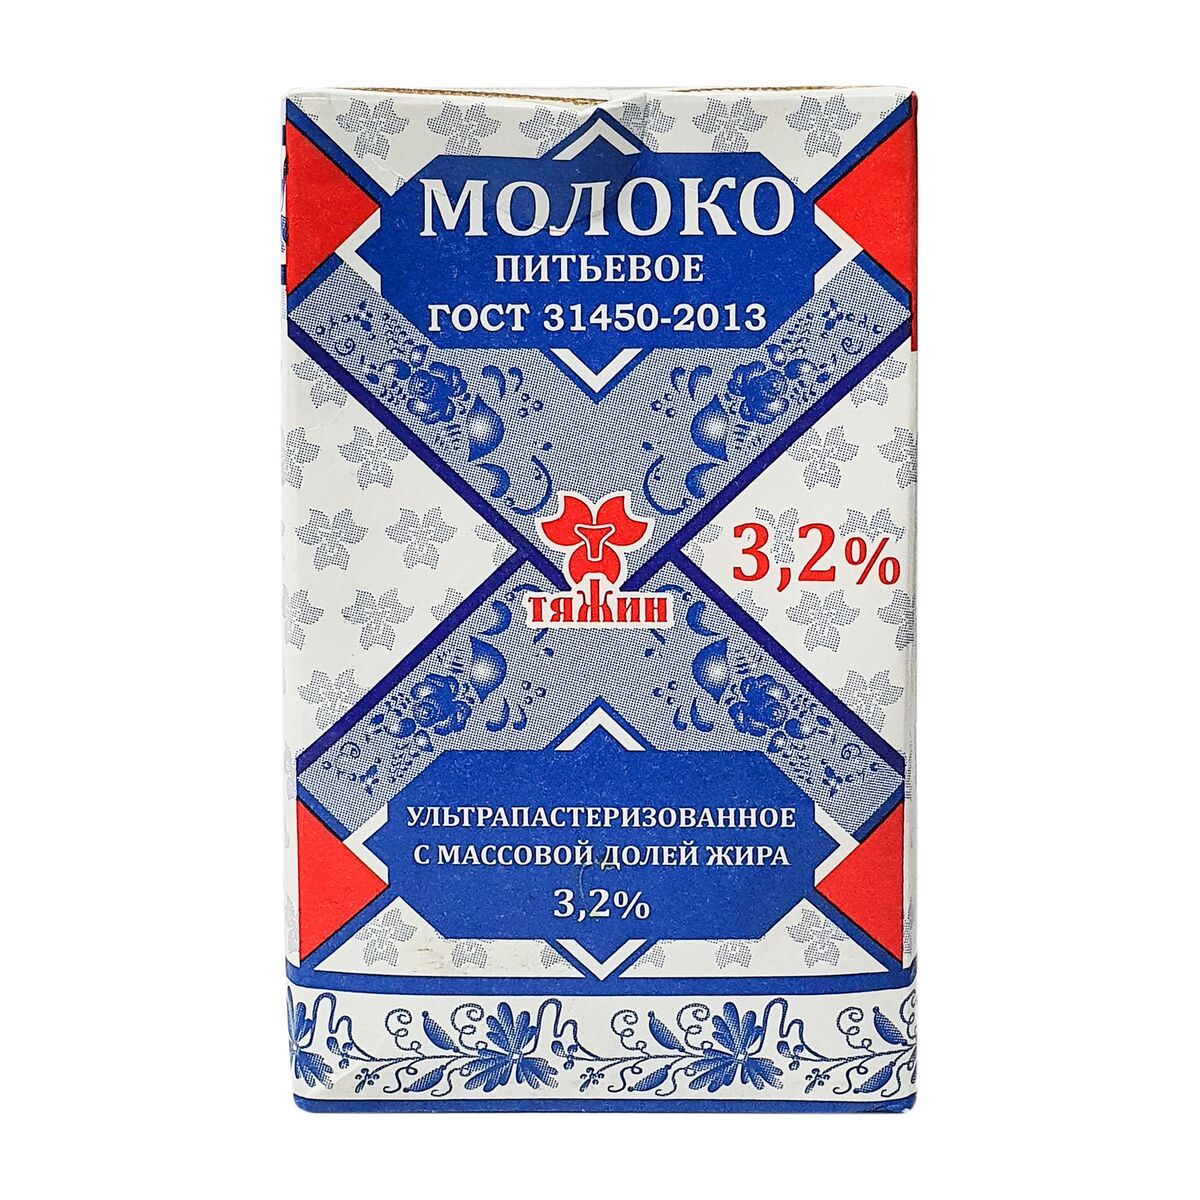 МОЛОКО
ПИТЬЕВОЕ
ГОСТ 31450-2013
3,2%
тяжин
УЛЬТРАПАСТЕРИЗОВАННОЕ
С МАССОВОЙ ДОЛЕЙ ЖИРА
3,2%